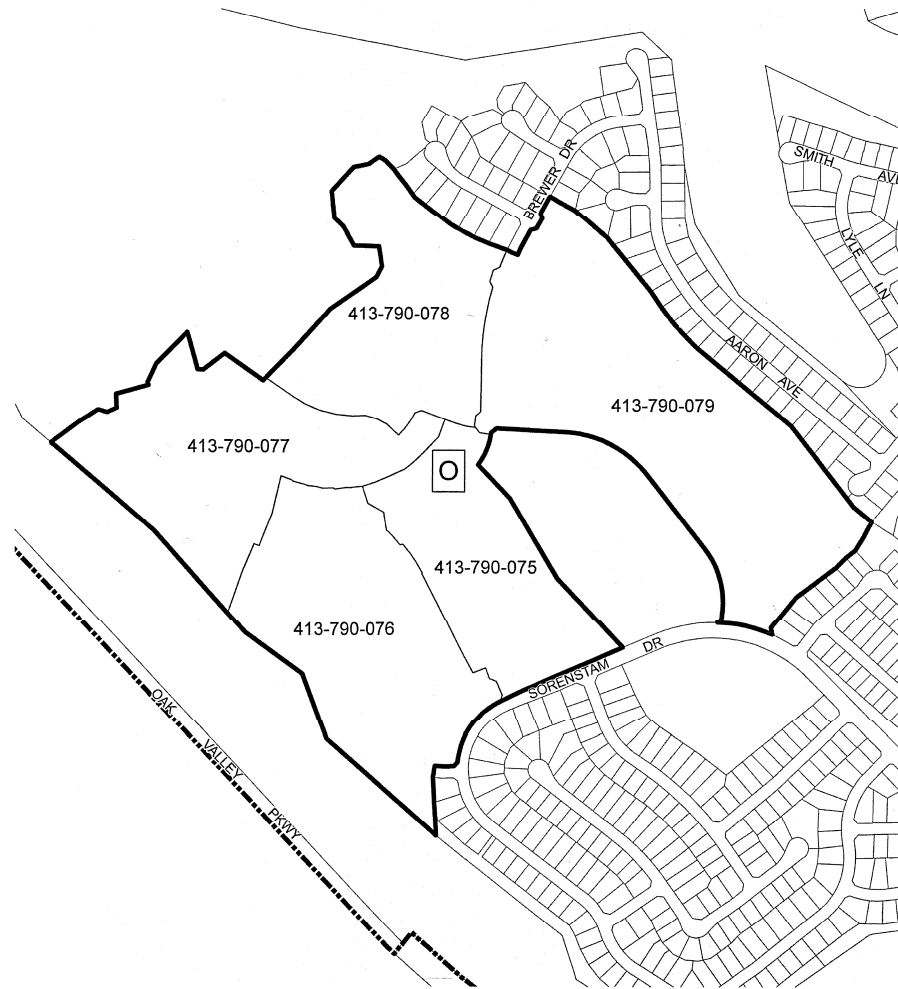 BREWER DR
SMITH AVE
LYLE LN
413-790-078
AARON AVE
413-790-079
413-790-077
O
413-790-075
413-790-076
SORENSTAM DR
OAK VALLEY PKWY